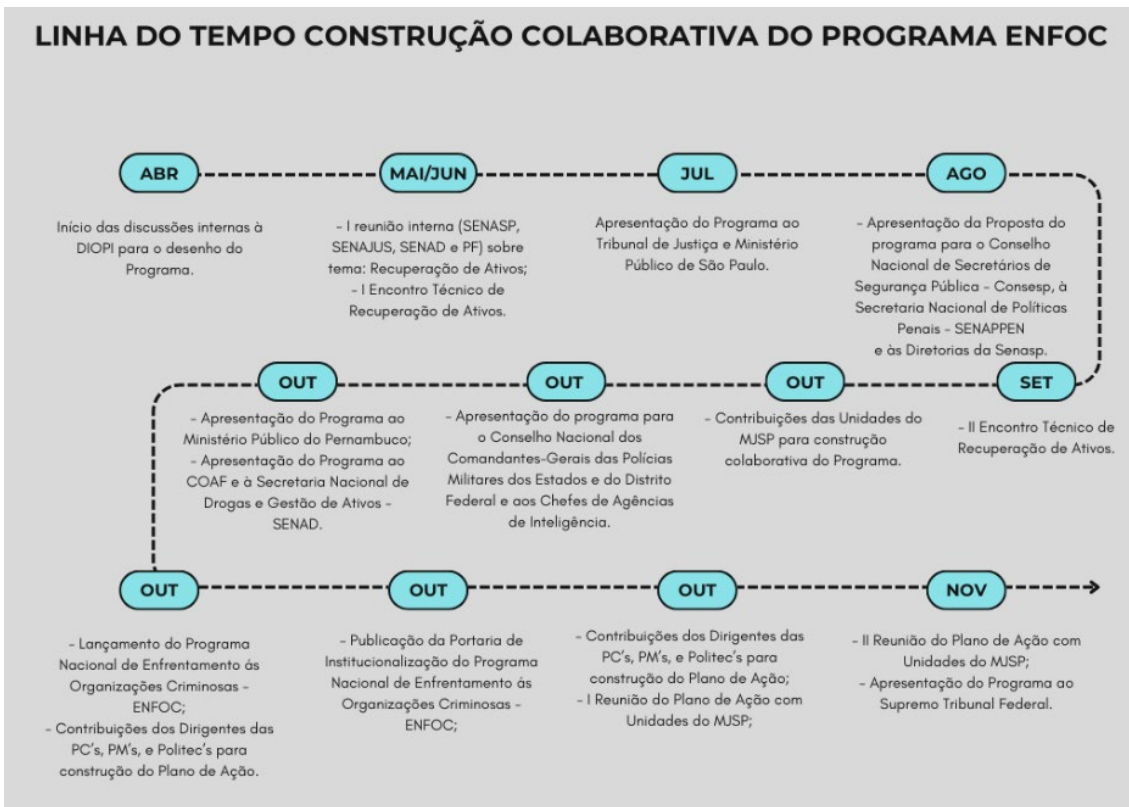 LINHA DO TEMPO CONSTRUÇÃO COLABORATIVA DO PROGRAMA ENFOC
ABR
Início das discussões internas à
DIOPI para o desenho do
Programa.
MAI/JUN
- I reunião interna (SENASP,
SENAJUS, SENAD e PF) sobre
tema: Recuperação de Ativos;
- I Encontro Técnico de
Recuperação de Ativos.
JUL
Apresentação do Programa ao
Tribunal de Justiça e Ministério
Público de São Paulo.
AGO
- Apresentação da Proposta do
programa para o Conselho
Nacional de Secretários de
Segurança Pública - Consesp, à
Secretaria Nacional de Políticas
Penais - SENAPPEN
e às Diretorias da Senasp.
SET
- II Encontro Técnico de
Recuperação de Ativos.
OUT
- Contribuições das Unidades do
MJSP para construção
colaborativa do Programa.
OUT
- Apresentação do programa para
o Conselho Nacional dos
Comandantes-Gerais das Polícias
Militares dos Estados e do Distrito
Federal e aos Chefes de Agências
de Inteligência.
OUT
- Apresentação do Programa ao
Ministério Público do Pernambuco;
- Apresentação do Programa ao
COAF e à Secretaria Nacional de
Drogas e Gestão de Ativos -
SENAD.
OUT
- Lançamento do Programa
Nacional de Enfrentamento ás
Organizações Criminosas -
ENFOC;
- Contribuições dos Dirigentes das
PC's, PM's, e Politec's para
construção do Plano de Ação.
OUT
- Publicação da Portaria de
Institucionalização do Programa
Nacional de Enfrentamento ás
Organizações Criminosas -
ENFOC;
OUT
- Contribuições dos Dirigentes das
PC's, PM's, e Politec's para
construção do Plano de Ação;
- I Reunião do Plano de Ação com
Unidades do MJSP;
NOV
- II Reunião do Plano de Ação com
Unidades do MJSP;
- Apresentação do Programa ao
Supremo Tribunal Federal.